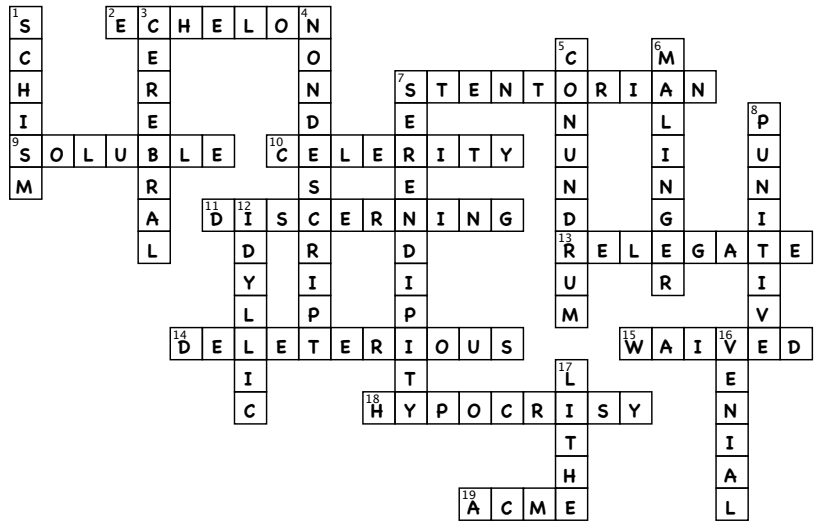 1 SCHISM
2 ECHELON
3 CEREBRAL
4 NONDESCRIPT
5 CONUNDRUM
6 MALINGER
7 STENTORIAN
SERENDIPITY
8 PUNITIVE
9 SOLUBLE
10 CELERITY
11 DISCERNING
12 IDYLLIC
13 RELEGATE
14 DELETERIOUS
15 WAIVED
16 VENIAL
17 LITHE
18 HYPOCRISY
19 ACME